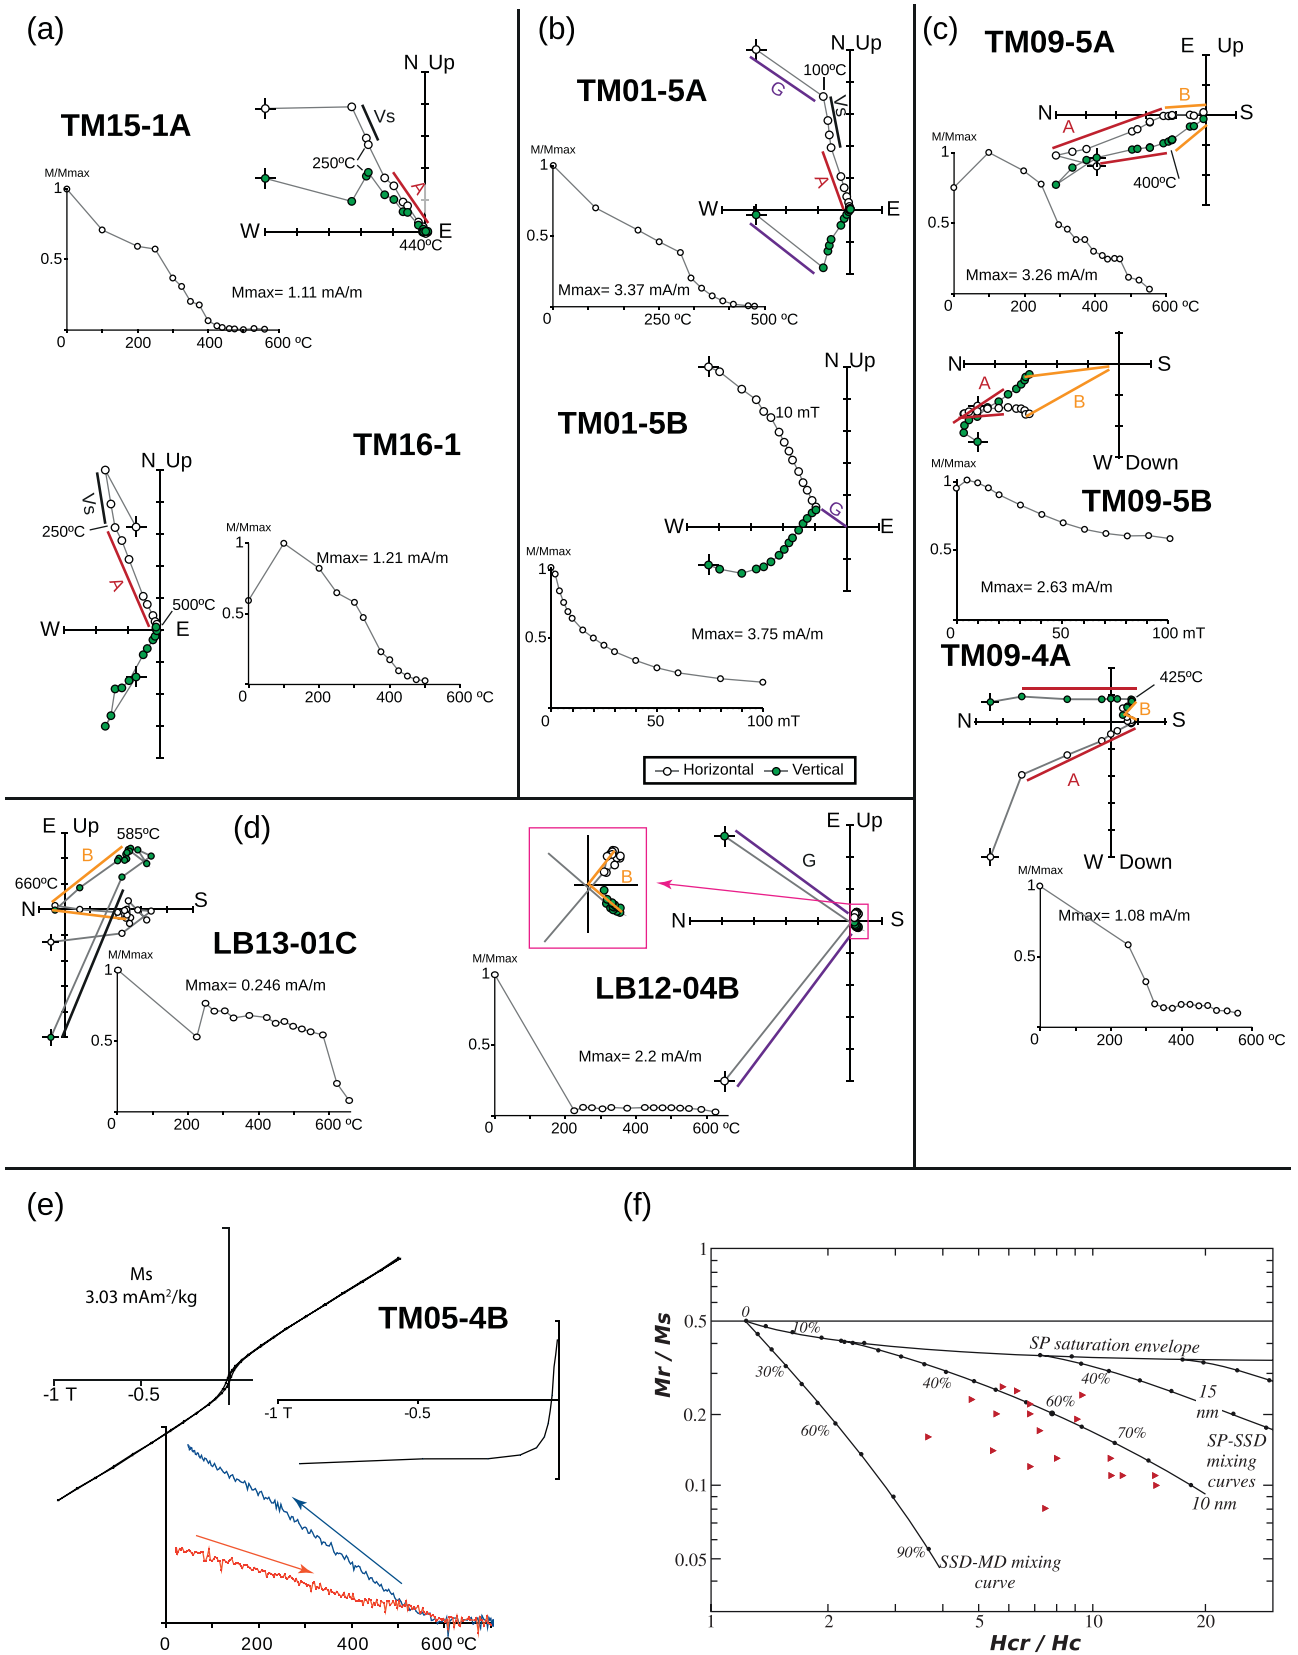 (a)
TM15-1A
N Up
Vs
250ºC
A
W
E
440ºC
M/Mmax
1
0.5
Mmax= 1.11 mA/m
0
200
400
600 ºC
TM16-1
N Up
Vs
250ºC
A
500ºC
W
E
M/Mmax
1
0.5
Mmax= 1.21 mA/m
0
200
400
600 ºC
(b)
TM01-5A
N Up
G
100ºC
Vs
A
W
E
M/Mmax
1
0.5
Mmax= 3.37 mA/m
0
250 ºC
500 ºC
TM01-5B
N Up
10 mT
G
W
E
M/Mmax
1
0.5
Mmax= 3.75 mA/m
0
50
100 mT
Horizontal
Vertical
(c)
TM09-5A
E Up
N
S
A
B
400ºC
M/Mmax
1
0.5
Mmax= 3.26 mA/m
0
200
400
600 ºC
N
S
A
B
W Down
TM09-5B
M/Mmax
1
0.5
Mmax= 2.63 mA/m
0
50
100 mT
TM09-4A
425ºC
B
N
S
A
W Down
M/Mmax
1
0.5
Mmax= 1.08 mA/m
0
200
400
600 ºC
(d)
E Up
585ºC
B
660ºC
N
S
LB13-01C
M/Mmax
1
0.5
Mmax= 0.246 mA/m
0
200
400
600 ºC
B
E Up
G
N
S
LB12-04B
M/Mmax
1
0.5
Mmax= 2.2 mA/m
0
200
400
600 ºC
(e)
Ms
3.03 mAm²/kg
TM05-4B
-1 T
-0.5
-1 T
-0.5
0
200
400
600 ºC
(f)
Mr / Ms
1
0.5
0.2
0.1
0.05
0
10%
30%
60%
90%
40%
60%
70%
40%
SP saturation envelope
15
nm
SP-SSD
mixing
curves
10 nm
SSD-MD mixing
curve
1
2
5
10
20
Hcr / Hc